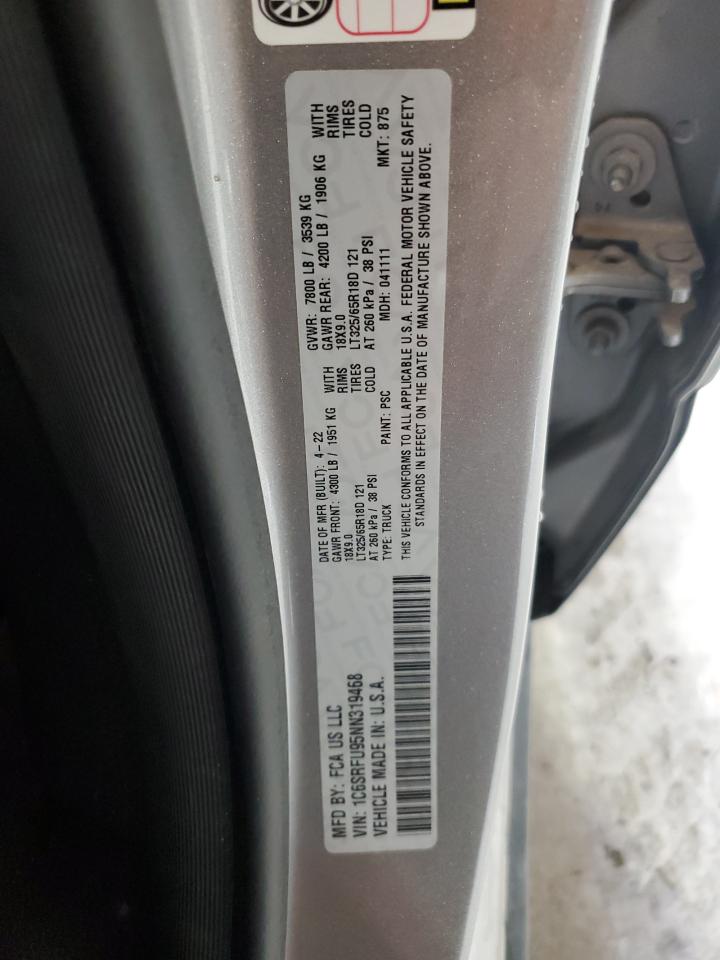 MFD BY: FCA US LLC
VIN: 1C6SRFU95NN319468
VEHICLE MADE IN: U.S.A.
DATE OF MFR (BUILT): 4-22 GVWR: 7800 LB / 3539 KG
GAWR FRONT: 4300 LB / 1951 KG WITH GAWR REAR: 4200 LB / 1906 KG WITH
18X9.0 RIMS 18X9.0 RIMS
LT325/65R18D 121 TIRES LT325/65R18D 121 TIRES
AT 260 kPa / 38 PSI COLD AT 260 kPa / 38 PSI COLD
TYPE: TRUCK PAINT: PSC MDH: 041111 MKT: 875
THIS VEHICLE CONFORMS TO ALL APPLICABLE U.S.A. FEDERAL MOTOR VEHICLE SAFETY
STANDARDS IN EFFECT ON THE DATE OF MANUFACTURE SHOWN ABOVE.